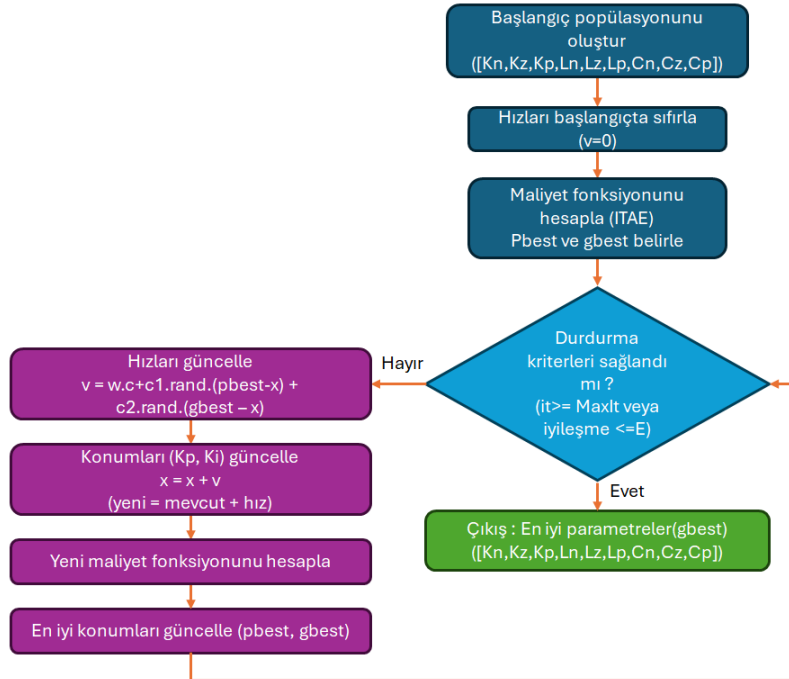 Başlangıç popülasyonunu
oluştur
([Kn,Kz,Kp,Ln,Lz,Lp,Cn,Cz,Cp])
Hızları başlangıçta sıfırla
(v=0)
Maliyet fonksiyonunu
hesapla (ITAE)
Pbest ve gbest belirle
Durdurma
kriterleri sağlandı
mı ?
(it>= MaxIt veya
iyileşme <=E)
Hayır
Hızları güncelle
v = w.c+c1.rand.(pbest-x) +
c2.rand.(gbest – x)
Konumları (Kp, Ki) güncelle
x = x + v
(yeni = mevcut + hız)
Yeni maliyet fonksiyonunu hesapla
En iyi konumları güncelle (pbest, gbest)
Evet
Çıkış : En iyi parametreler(gbest)
([Kn,Kz,Kp,Ln,Lz,Lp,Cn,Cz,Cp])